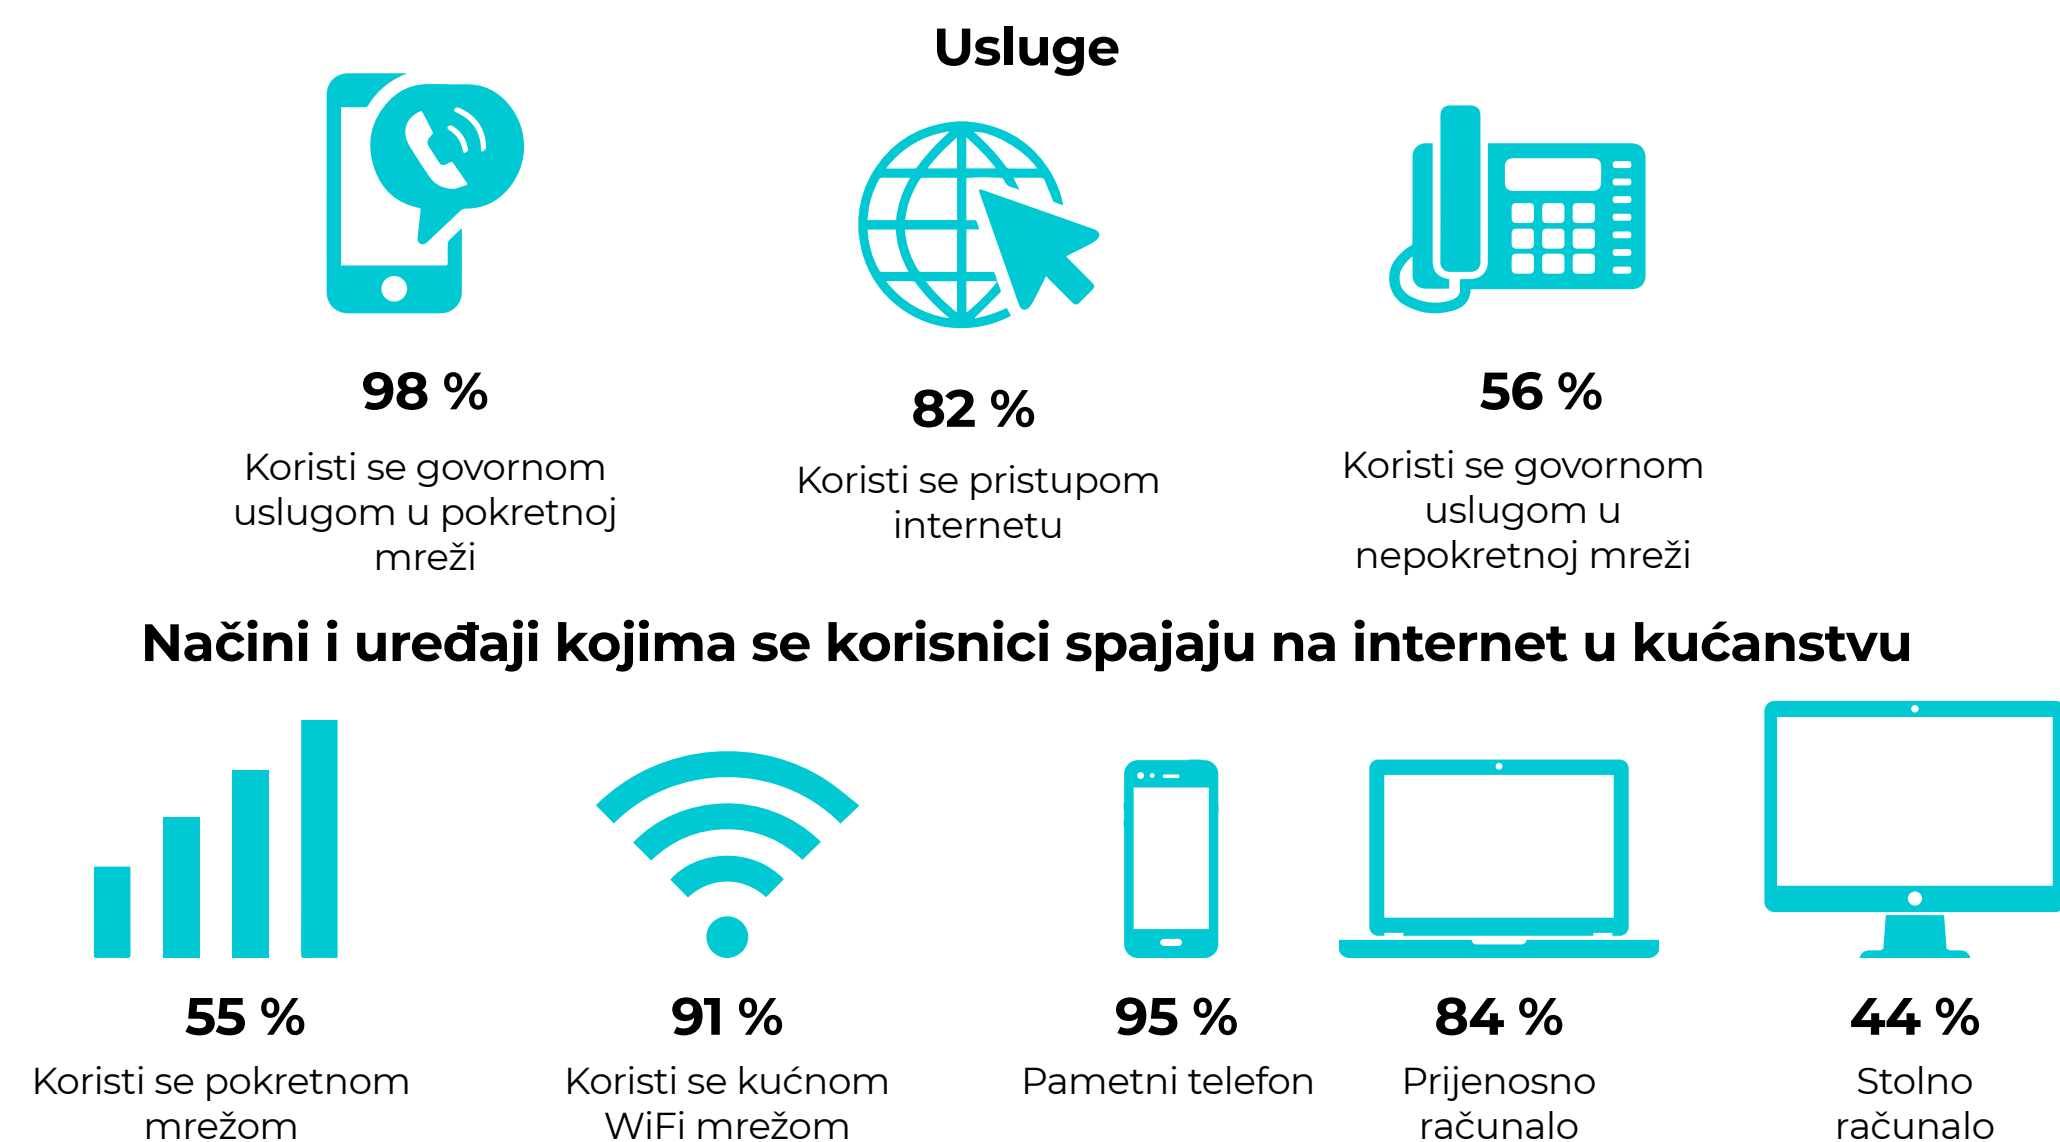 Usluge
98 %
Koristi se govornom
uslugom u pokretnoj
mreži
82 %
Koristi se pristupom
internetu
56 %
Koristi se govornom
uslugom u
nepokretnoj mreži
Načini i uređaji kojima se korisnici spajaju na internet u kućanstvu
55 %
Koristi se pokretnom
mrežom
91 %
Koristi se kućnom
WiFi mrežom
95 %
Pametni telefon
84 %
Prijenosno
računalo
44 %
Stolno
računalo